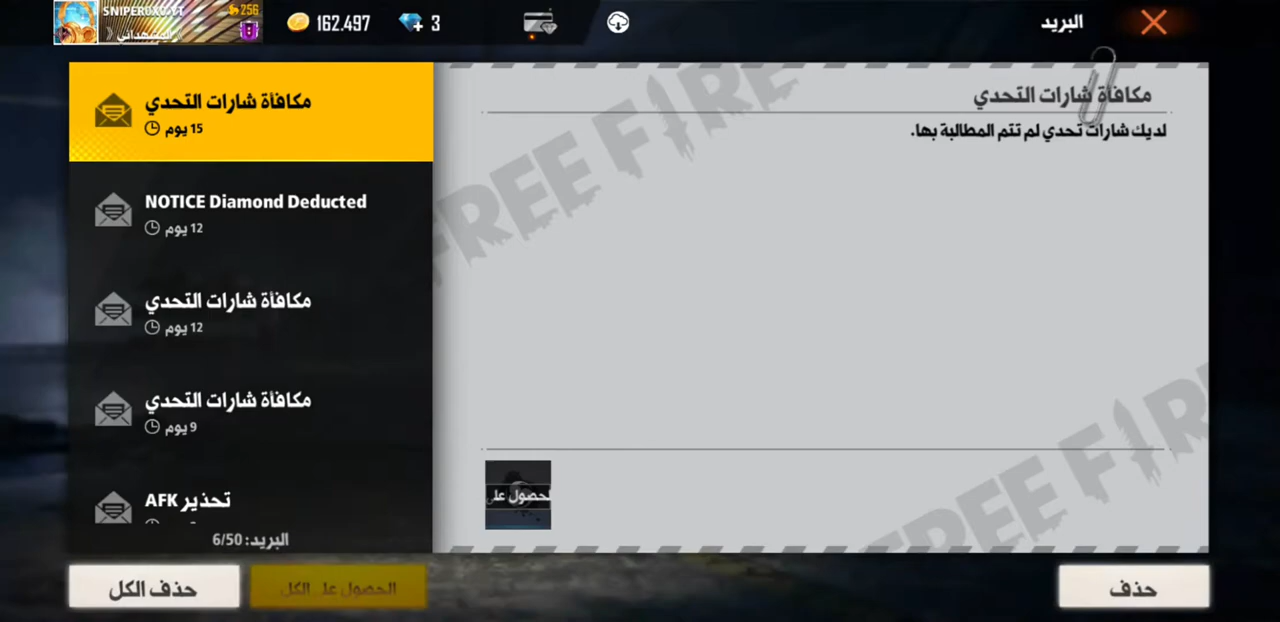 256
162.497
3
البريد
مكافأة شارات التحدي
15 يوم
NOTICE Diamond Deducted
12 يوم
مكافأة شارات التحدي
12 يوم
مكافأة شارات التحدي
9 يوم
تحذير AFK
البريد: 6/50
مكافأة شارات التحدي
لديك شارات تحدي لم تتم المطالبة بها.
FREE FIRE
FREE FIRE
حذف الكل
الحصول على الكل
حذف